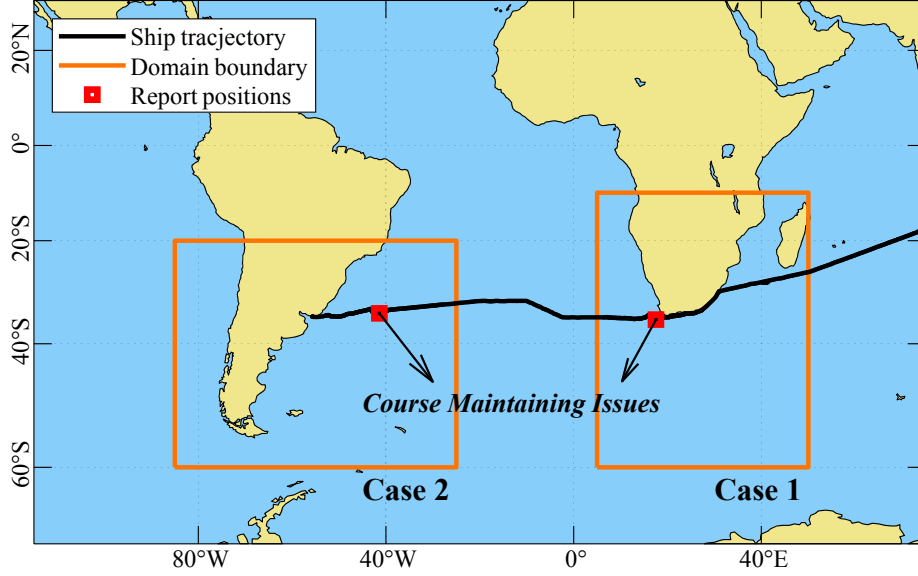 Ship tracjectory
Domain boundary
Report positions
20°N
0°
20°S
40°S
60°S
Course Maintaining Issues
Case 2
Case 1
80°W
40°W
0°
40°E